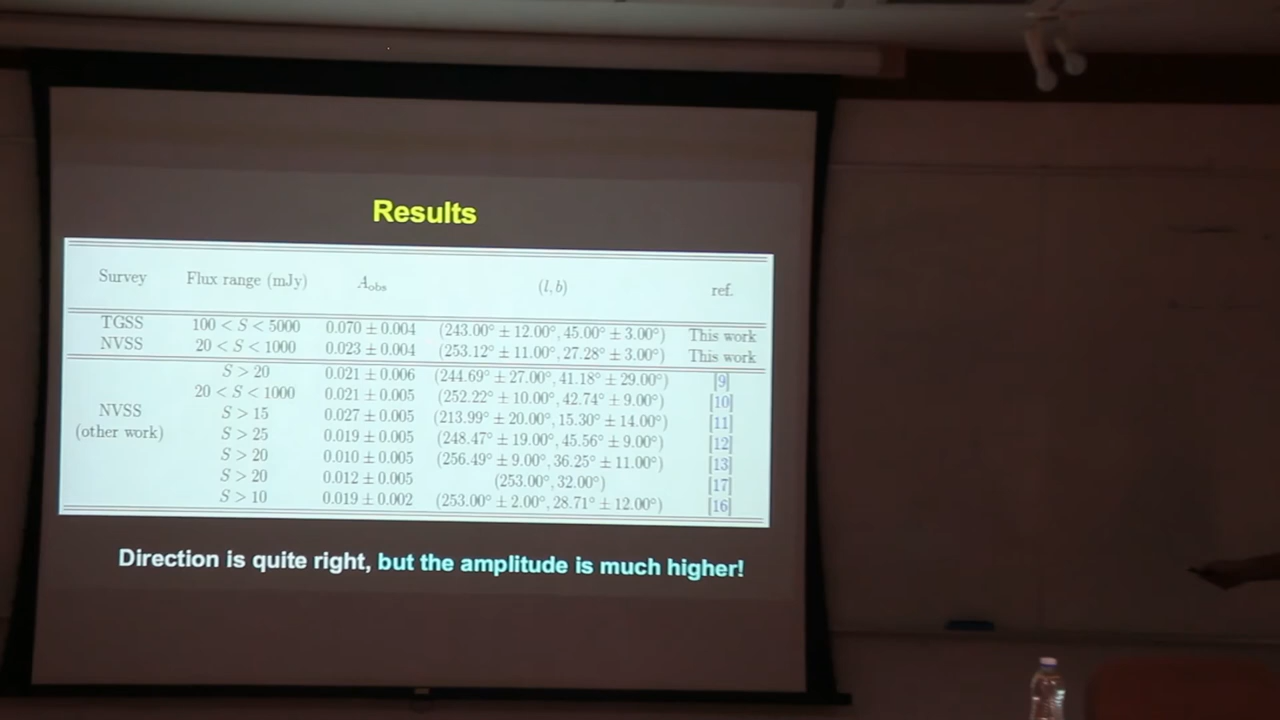 Results
Survey Flux range (mJy) A_obs (l, b) ref.
TGSS 100 < S < 5000 0.070 ± 0.004 (243.00° ± 12.00°, 45.00° ± 3.00°) This work
NVSS 20 < S < 1000 0.023 ± 0.004 (253.12° ± 11.00°, 27.28° ± 3.00°) This work
S > 20 0.021 ± 0.006 (244.69° ± 27.00°, 41.18° ± 29.00°) [9]
20 < S < 1000 0.021 ± 0.005 (252.22° ± 10.00°, 42.74° ± 9.00°) [10]
NVSS S > 15 0.027 ± 0.005 (213.99° ± 20.00°, 15.30° ± 14.00°) [11]
(other work) S > 25 0.019 ± 0.005 (248.47° ± 19.00°, 45.56° ± 9.00°) [12]
S > 20 0.010 ± 0.005 (256.49° ± 9.00°, 36.25° ± 11.00°) [13]
S > 20 0.012 ± 0.005 (253.00°, 32.00°) [17]
S > 10 0.019 ± 0.002 (253.00° ± 2.00°, 28.71° ± 12.00°) [16]
Direction is quite right, but the amplitude is much higher!